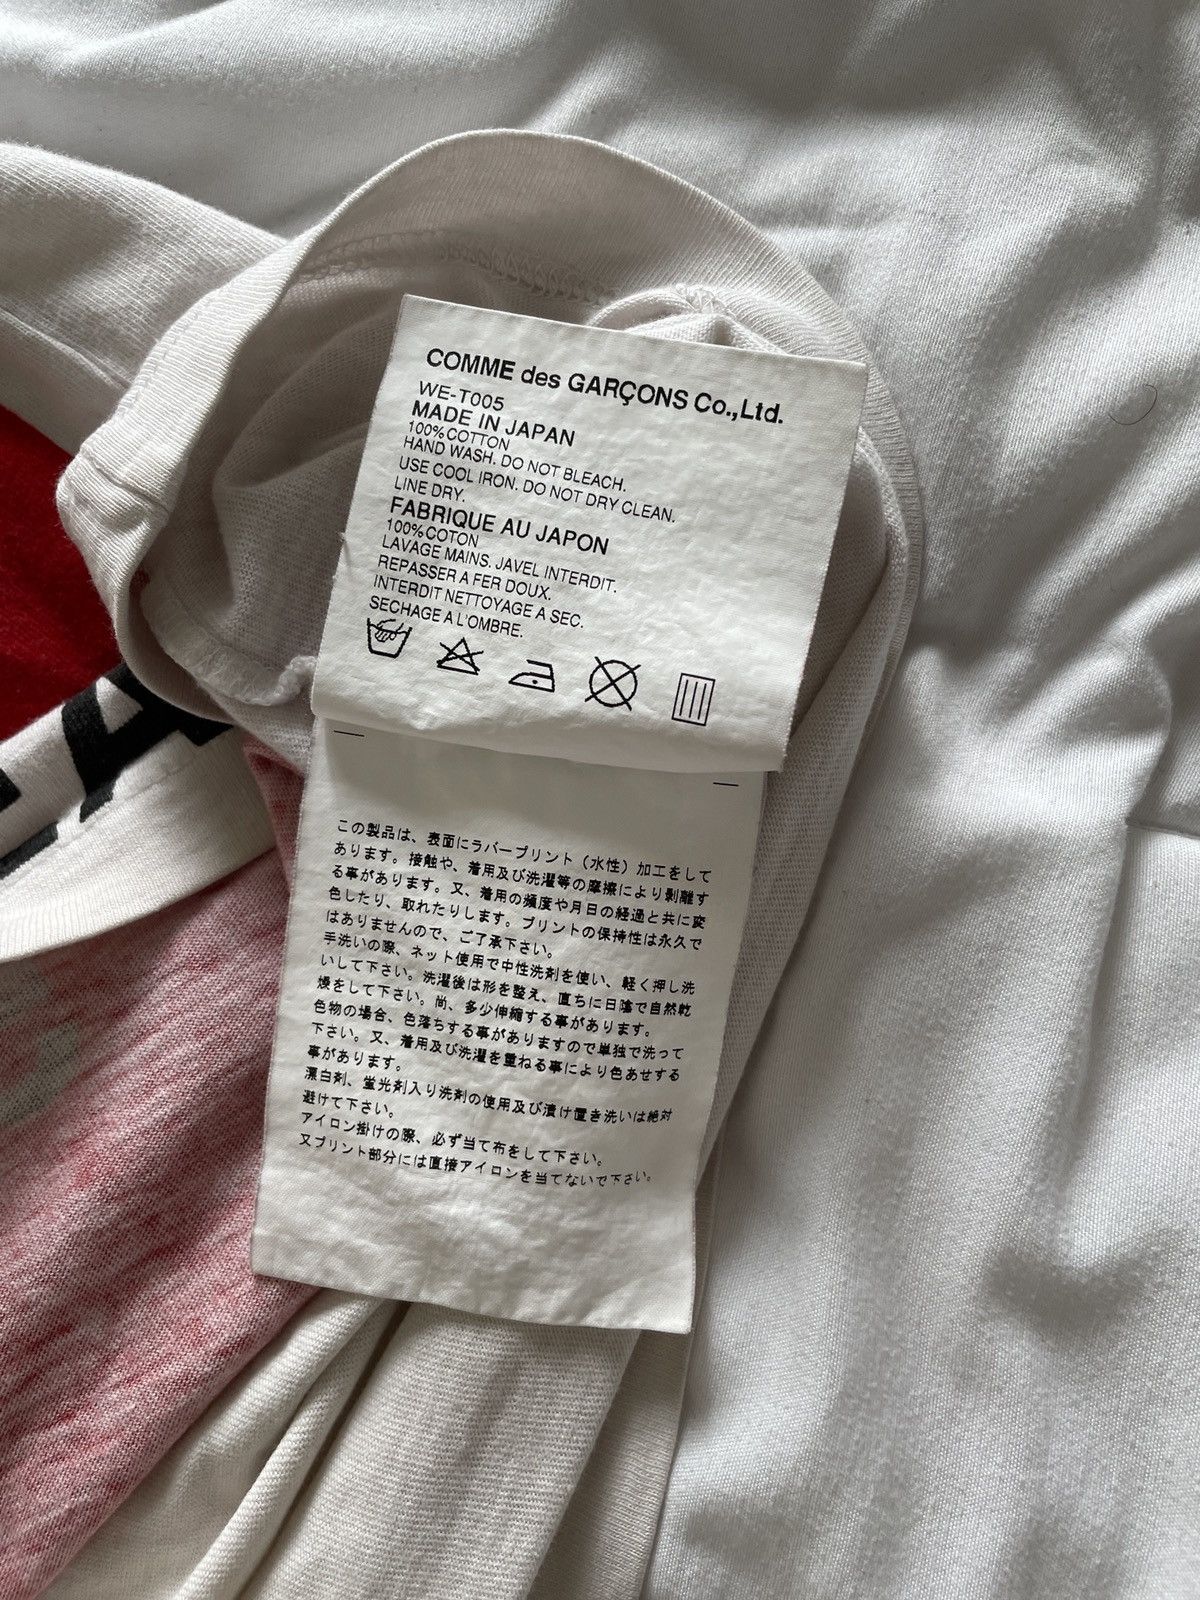 COMME des GARÇONS Co.,Ltd.
WE-T005
MADE IN JAPAN
100%COTTON
HAND WASH. DO NOT BLEACH.
USE COOL IRON. DO NOT DRY CLEAN.
LINE DRY.
FABRIQUE AU JAPON
100%COTON
LAVAGE MAINS. JAVEL INTERDIT.
REPASSER A FER DOUX.
INTERDIT NETTOYAGE A SEC.
SECHAGE A L'OMBRE.
この製品は、表面にラバープリント（水性）加工をして
あります。接触や、着用及び洗濯等の摩擦により剥離す
る事があります。又、着用の頻度や月日の経過と共に変
色したり、取れたりします。プリントの保持性は永久で
はありませんので、ご了承下さい。
手洗いの際、ネット使用で中性洗剤を使い、軽く押し洗
いして下さい。洗濯後は形を整え、直ちに日陰で自然乾
燥をして下さい。尚、多少伸縮する事があります。
色物の場合、色落ちする事がありますので単独で洗って
下さい。又、着用及び洗濯を重ねる事により色あせする
事があります。
漂白剤、蛍光剤入り洗剤の使用及び漬け置き洗いは絶対
避けて下さい。
アイロン掛けの際、必ず当て布をして下さい。
又プリント部分には直接アイロンを当てないで下さい。